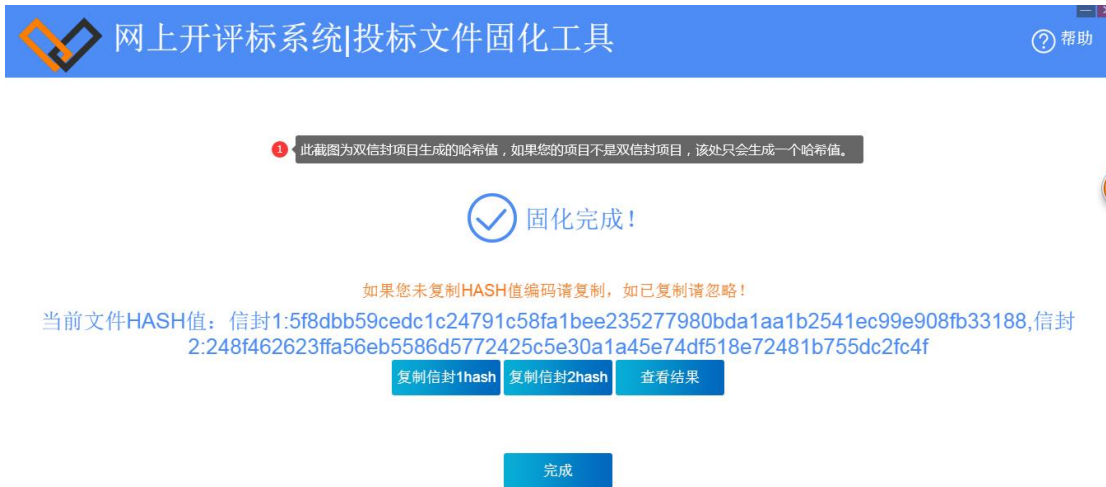 网上开评标系统|投标文件固化工具
帮助
1 此截图为双信封项目生成的哈希值，如果您的项目不是双信封项目，该处只会生成一个哈希值。
固化完成！
如果您未复制HASH值编码请复制，如已复制请忽略！
当前文件HASH值：信封1:5f8dbb59cedc1c24791c58fa1bee235277980bda1aa1b2541ec99e908fb33188,信封
2:248f462623ffa56eb5586d5772425c5e30a1a45e74df518e72481b755dc2fc4f
复制信封1hash 复制信封2hash 查看结果
完成